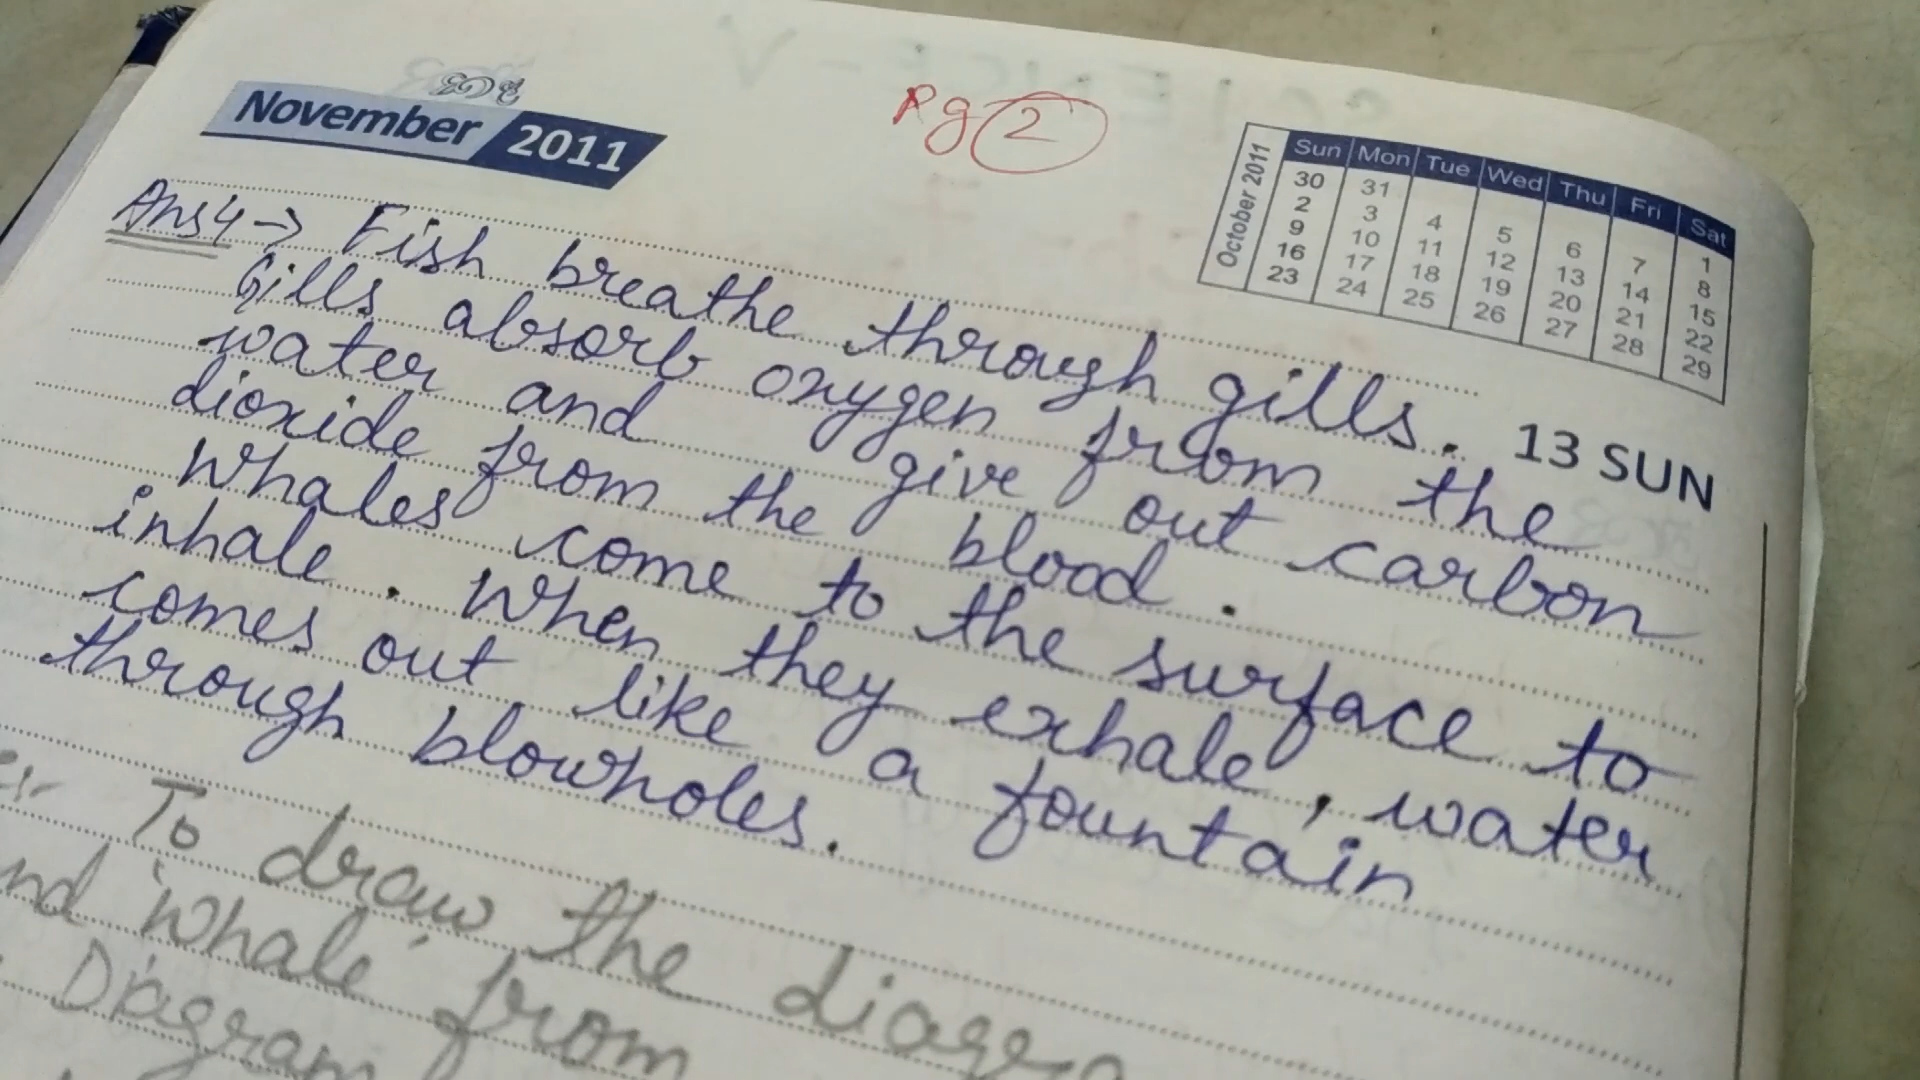 November 2011
Pg 2
October 2011
Sun Mon Tue Wed Thu Fri Sat
30 31 1
2 3 4 5 6 7 8
9 10 11 12 13 14 15
16 17 18 19 20 21 22
23 24 25 26 27 28 29
13 SUN
Ans4→ Fish breathe through gills.
Gills absorb oxygen from the
water and give out carbon
dioxide from the blood.
Whales come to the surface to
inhale. When they exhale, water
comes out like a fountain
through blowholes.
To draw the diagra
nd whale from
Diagram